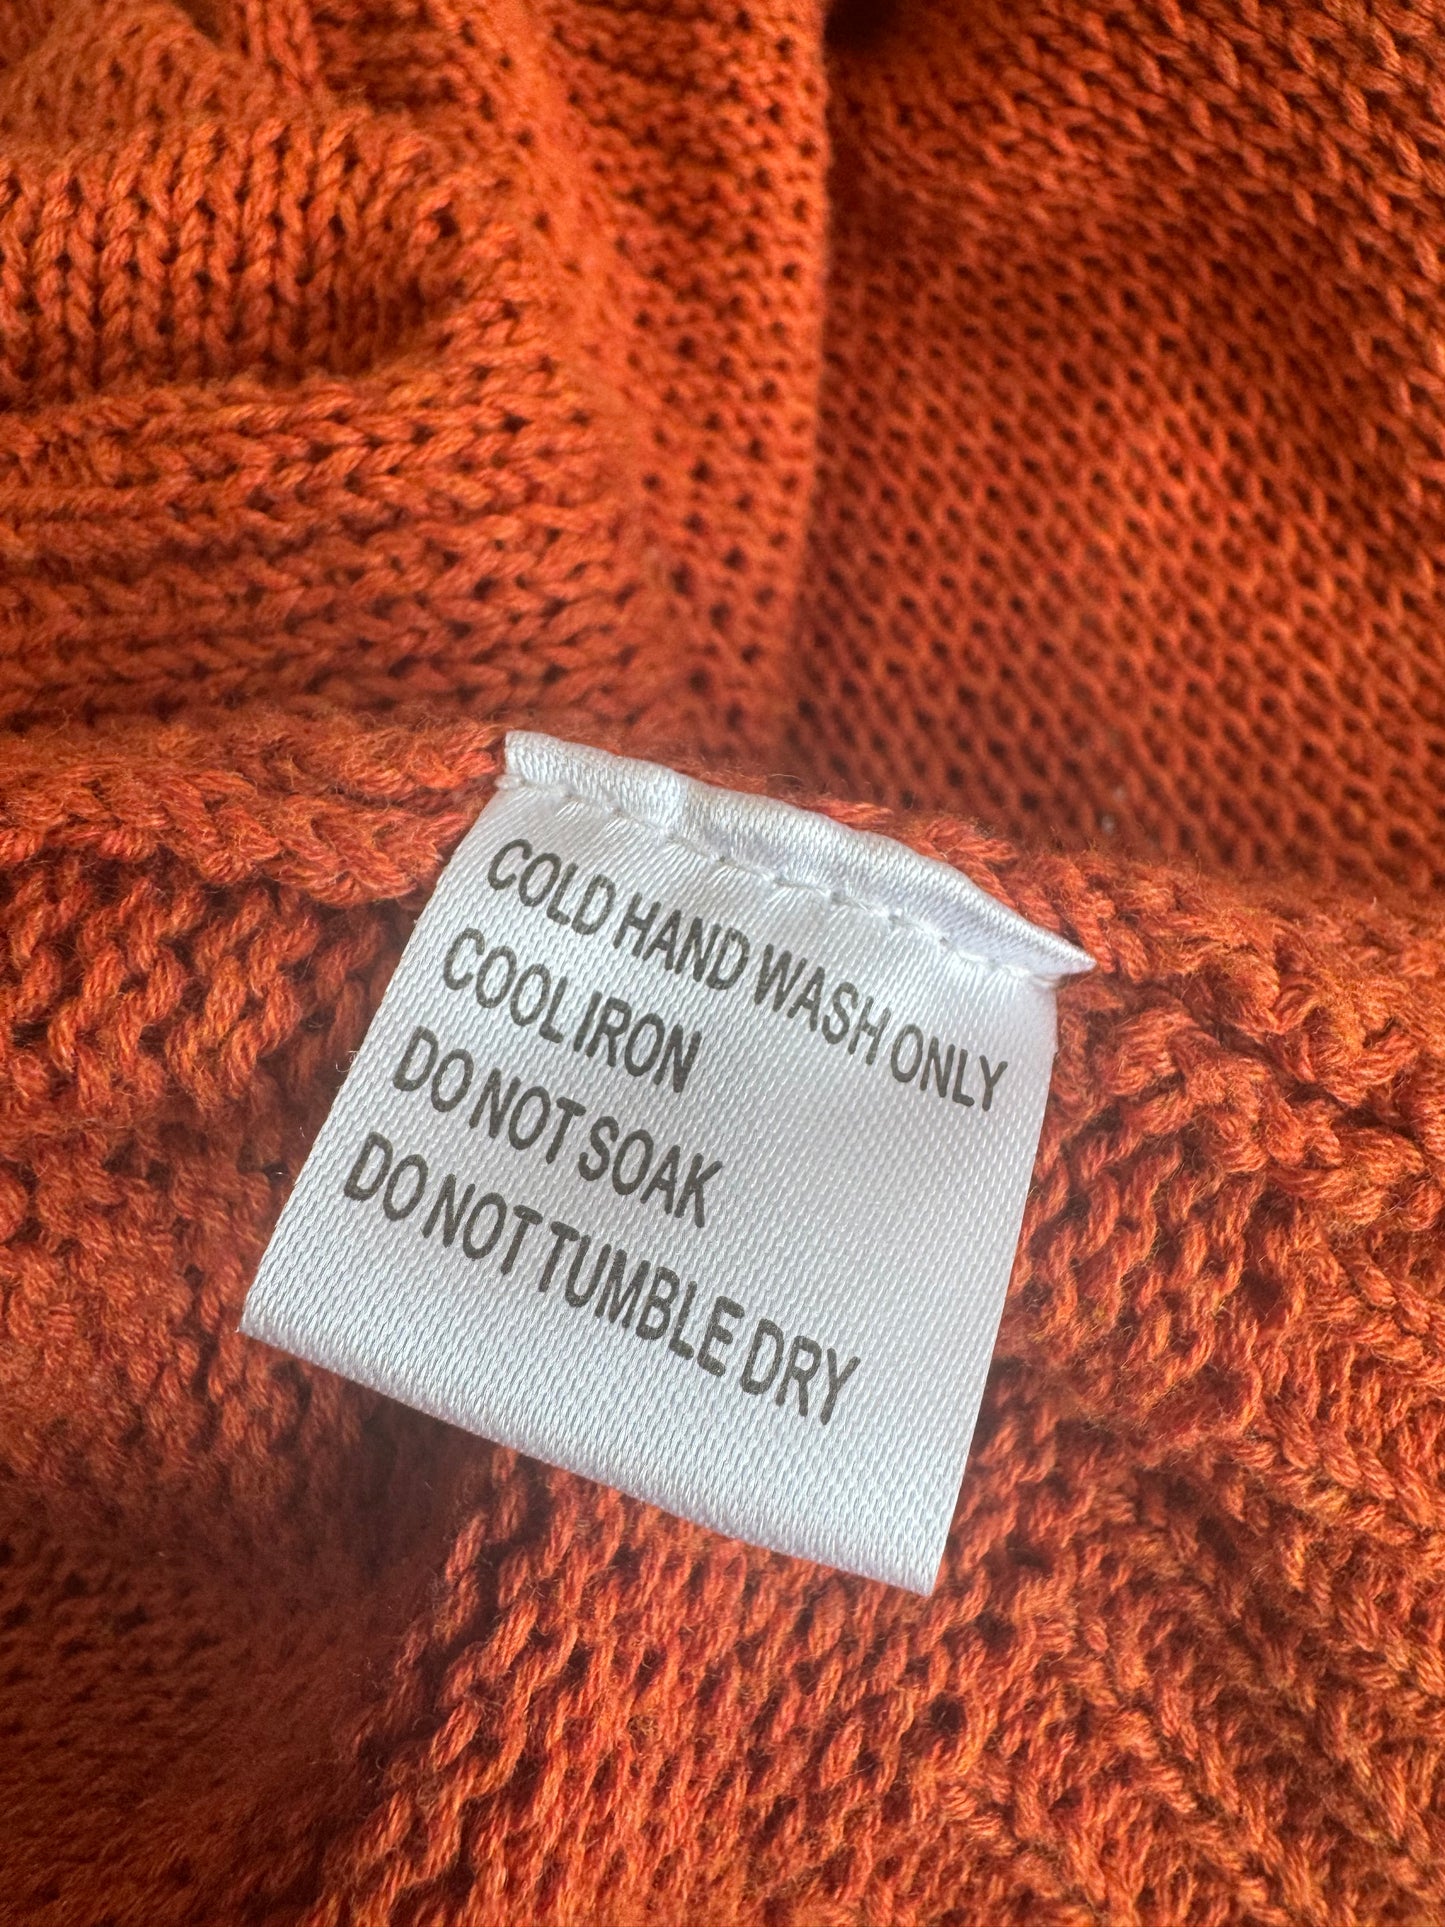 COLD HAND WASH ONLY
COOL IRON
DO NOT SOAK
DO NOT TUMBLE DRY